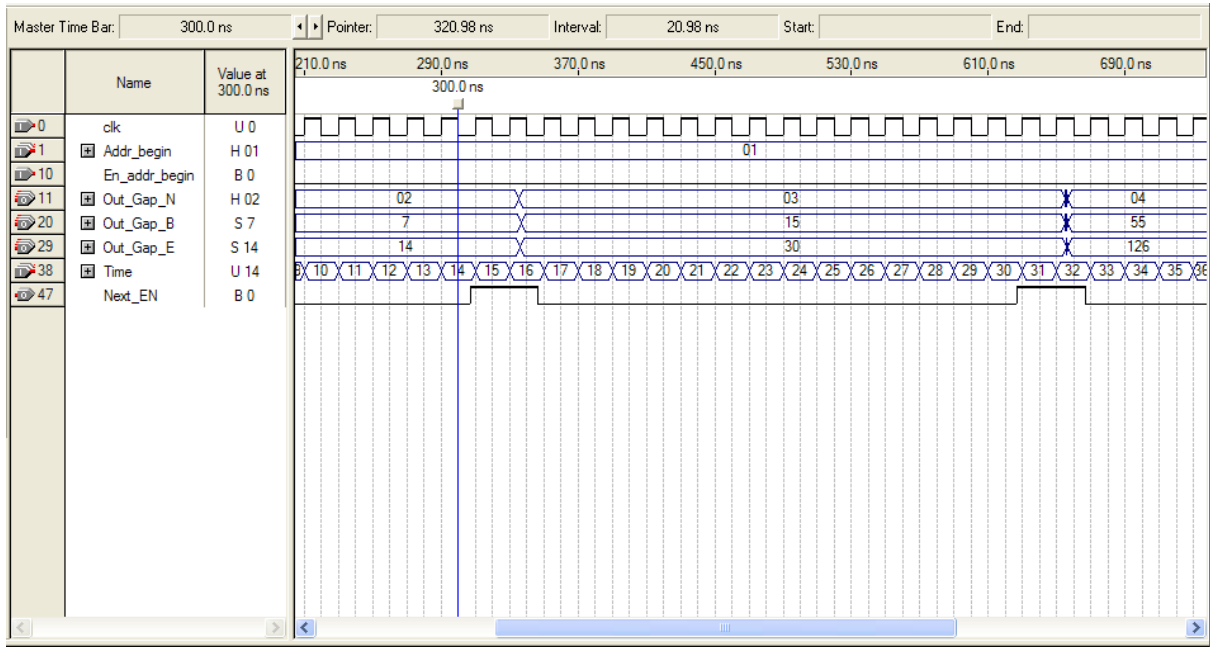 Master Time Bar: 300.0 ns Pointer: 320.98 ns Interval: 20.98 ns Start: End:
Name Value at 300.0 ns
210.0 ns 290.0 ns 370.0 ns 450.0 ns 530.0 ns 610.0 ns 690.0 ns
300.0 ns
0 clk U 0
1 Addr_begin H 01 01
10 En_addr_begin B 0
11 Out_Gap_N H 02 02 03 04
20 Out_Gap_B S 7 7 15 55
29 Out_Gap_E S 14 14 30 126
38 Time U 14 10 11 12 13 14 15 16 17 18 19 20 21 22 23 24 25 26 27 28 29 30 31 32 33 34 35
47 Next_EN B 0